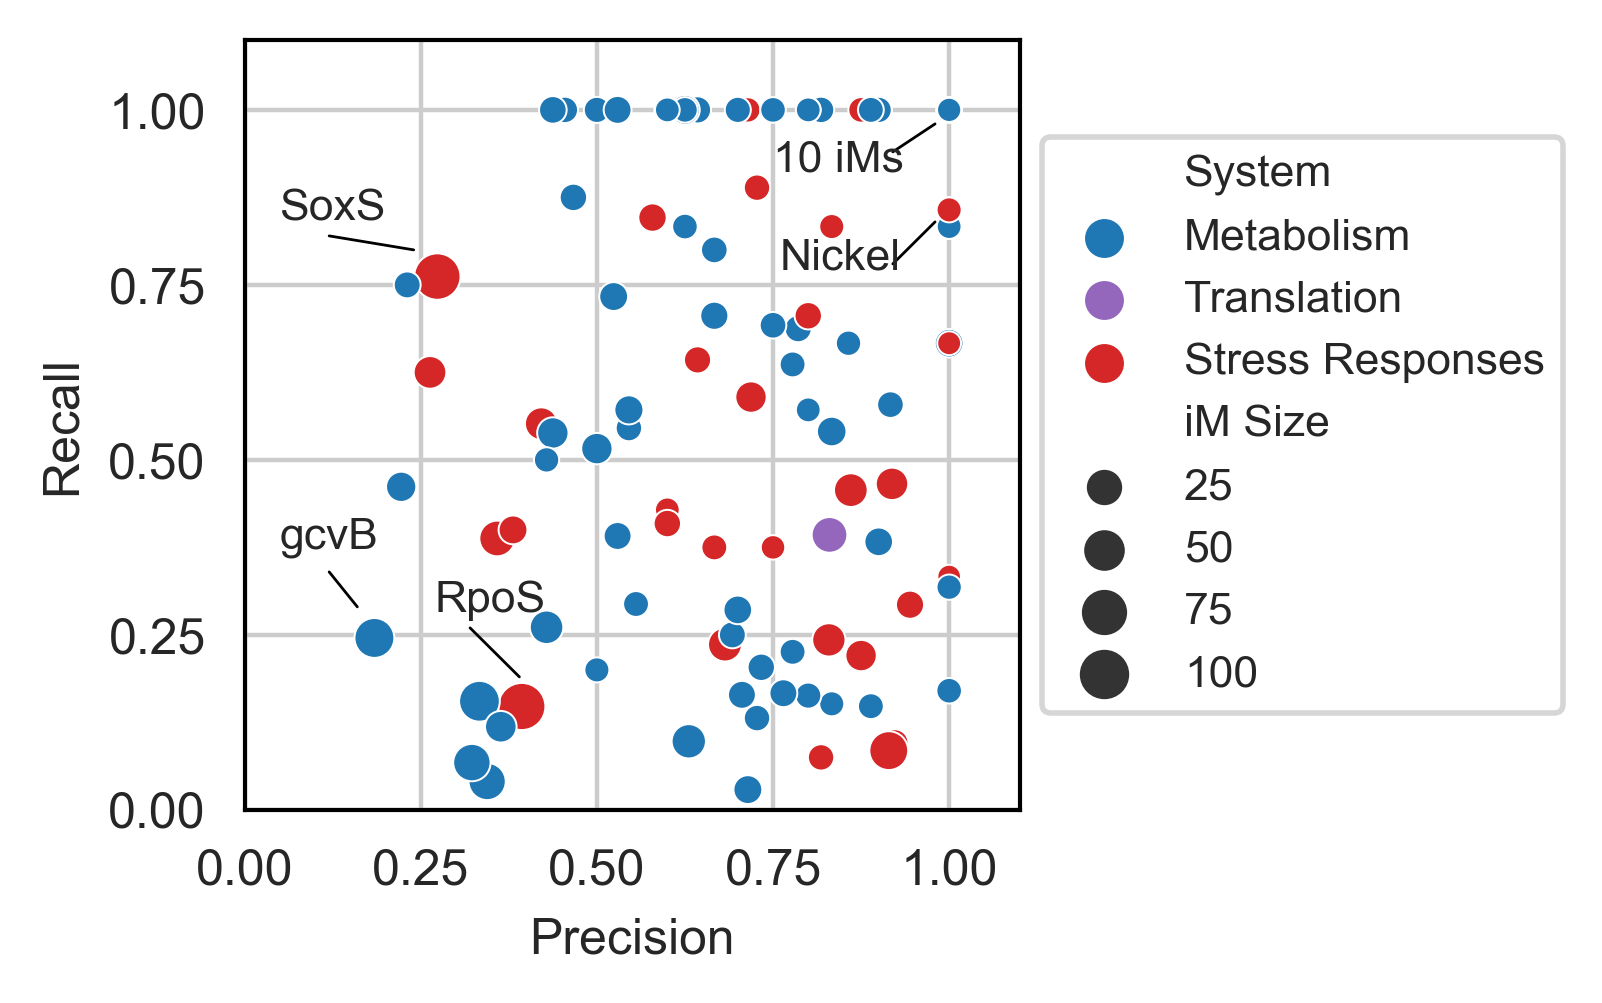 1.00
0.75
0.50
0.25
0.00
Recall
0.00 0.25 0.50 0.75 1.00
Precision
10 iMs
SoxS
Nickel
gcvB
RpoS
System
Metabolism
Translation
Stress Responses
iM Size
25
50
75
100